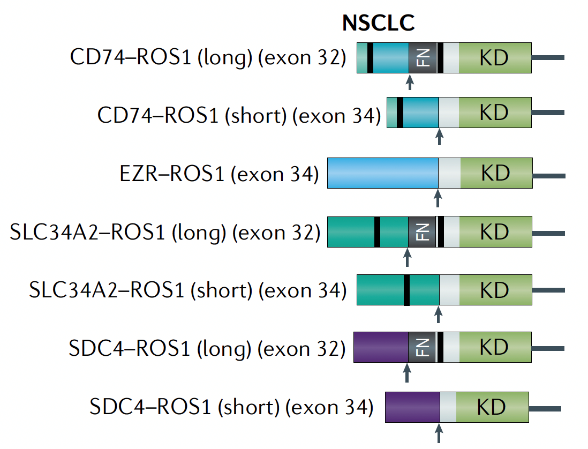 NSCLC
CD74–ROS1 (long) (exon 32) FN KD
CD74–ROS1 (short) (exon 34) KD
EZR–ROS1 (exon 34) KD
SLC34A2–ROS1 (long) (exon 32) FN KD
SLC34A2–ROS1 (short) (exon 34) KD
SDC4–ROS1 (long) (exon 32) FN KD
SDC4–ROS1 (short) (exon 34) KD